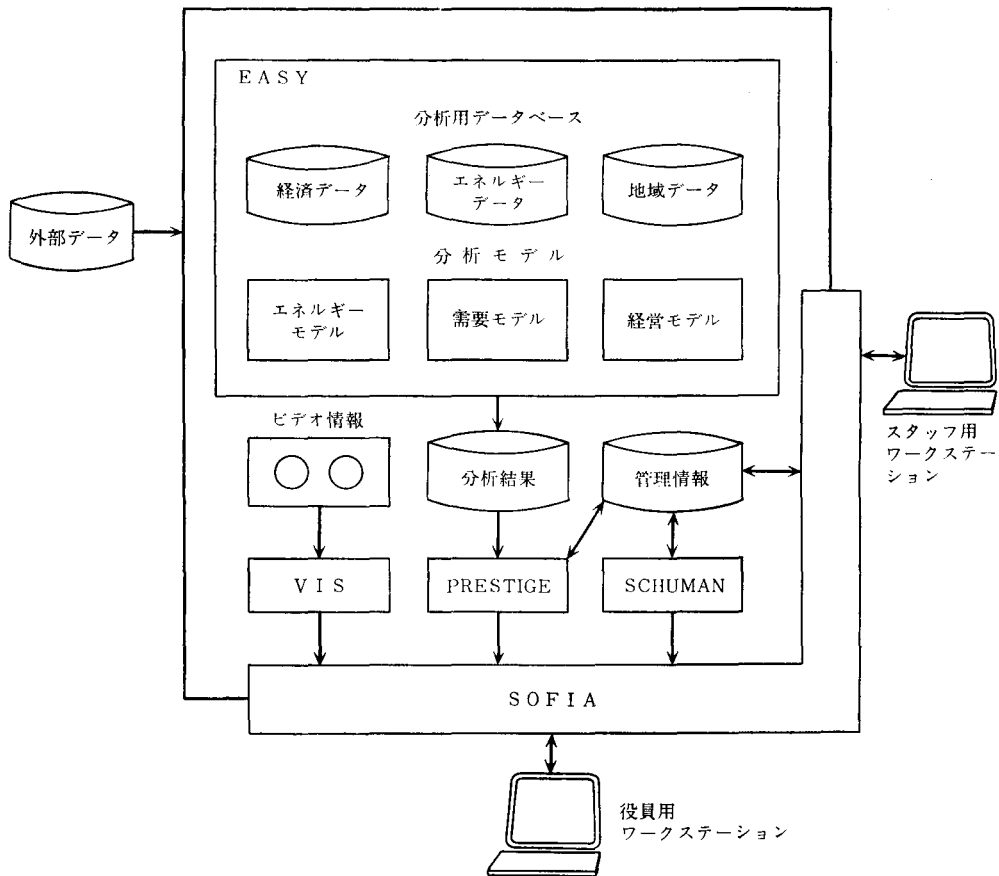 EASY
分析用データベース
経済データ
エネルギー
データ
地域データ
外部データ
分析モデル
エネルギー
モデル
需要モデル
経営モデル
ビデオ情報
分析結果
管理情報
スタッフ用
ワークステー
ション
VIS
PRESTIGE
SCHUMAN
SOFIA
役員用
ワークステーション